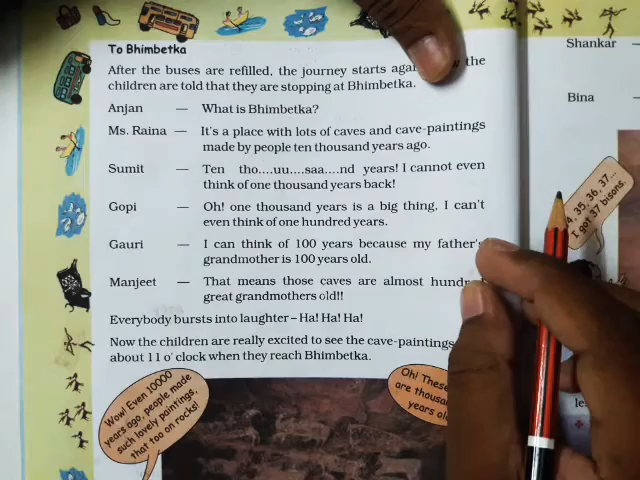 To Bhimbetka
After the buses are refilled, the journey starts the
children are told that they are stopping at Bhimbetka.
Anjan — What is Bhimbetka?
Ms. Raina — It's a place with lots of caves and cave-paintings
made by people ten thousand years ago.
Sumit — Ten tho....uu....saa....nd years! I cannot even
think of one thousand years back!
Gopi — Oh! one thousand years is a big thing, I can't
even think of one hundred years.
Gauri — I can think of 100 years because my father's
grandmother is 100 years old.
Manjeet — That means those caves are almost
great grandmothers old!!
Everybody bursts into laughter – Ha! Ha! Ha!
Now the children are really excited to see the cave-paintings
about 11 o' clock when they reach Bhimbetka.
Wow! Even 10000
years ago, people made
such lovely paintings,
that too on rocks!
Oh! These
are
years
Shankar —
Bina —
35, 36, 37...
I got 37 bisons.